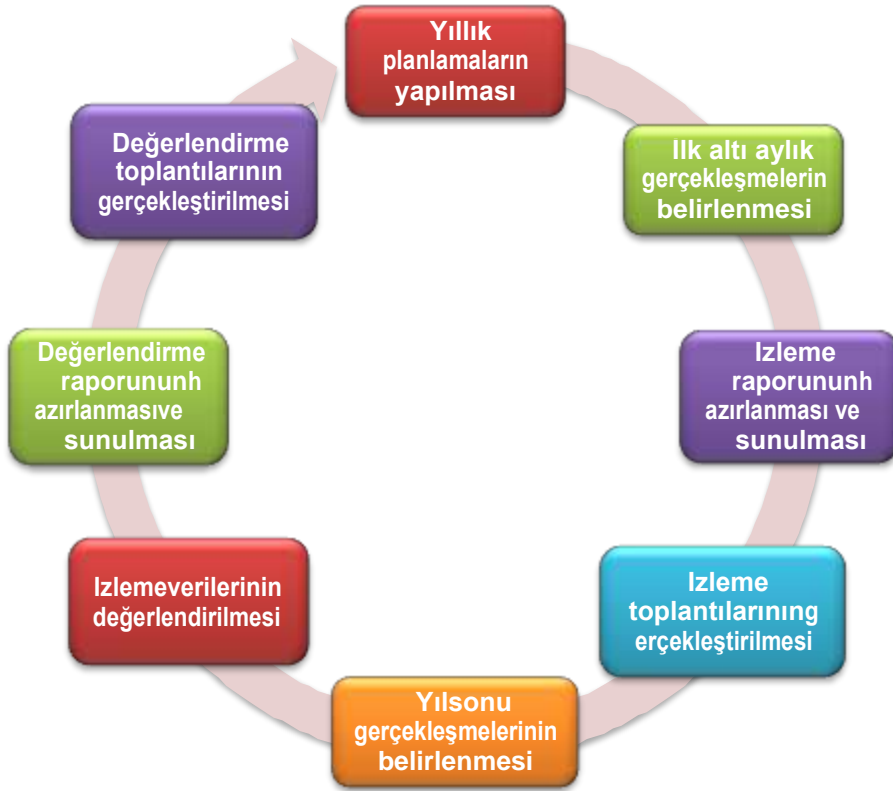 Yıllık
planlamaların
yapılması
Ilk altı aylık
gerçekleşmelerin
belirlenmesi
Izleme
raporununh
azırlanması ve
sunulması
Izleme
toplantılarınıng
erçekleştirilmesi
Yılsonu
gerçekleşmelerinin
belirlenmesi
Izlemeverilerinin
değerlendirilmesi
Değerlendirme
raporununh
azırlanmasıve
sunulması
Değerlendirme
toplantılarının
gerçekleştirilmesi